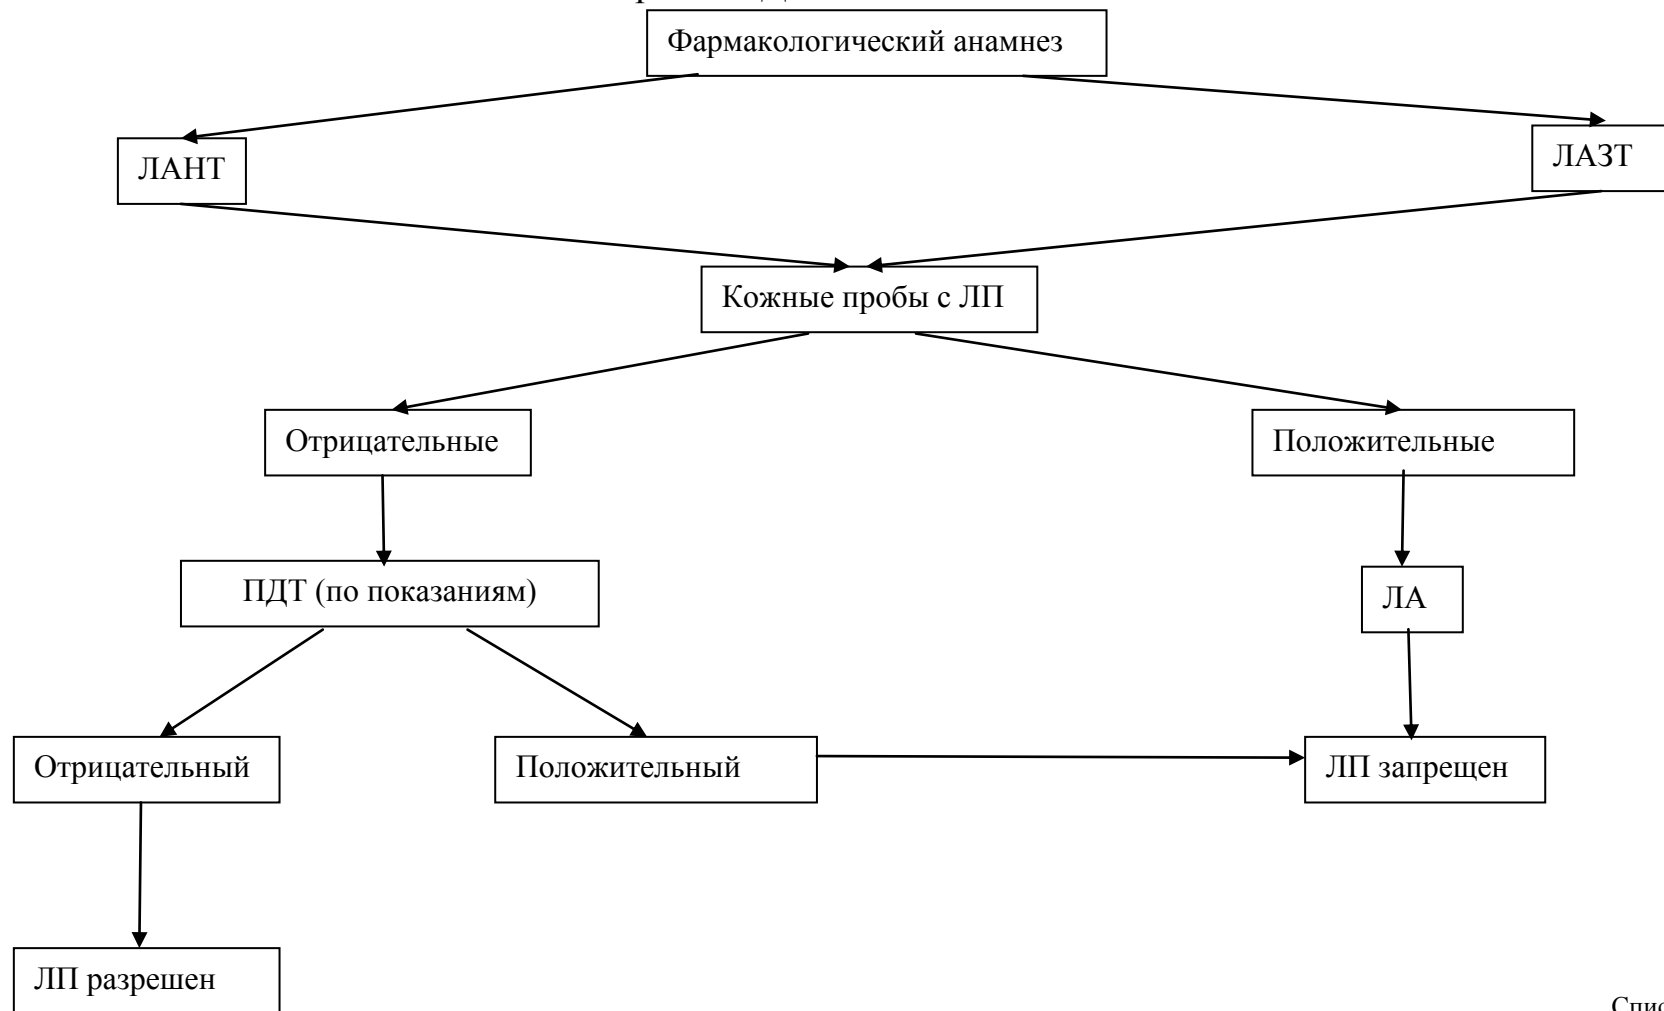 Фармакологический анамнез
ЛАНТ
ЛАЗТ
Кожные пробы с ЛП
Отрицательные
Положительные
ПДТ (по показаниям)
ЛА
Отрицательный
Положительный
ЛП запрещен
ЛП разрешен
Спис